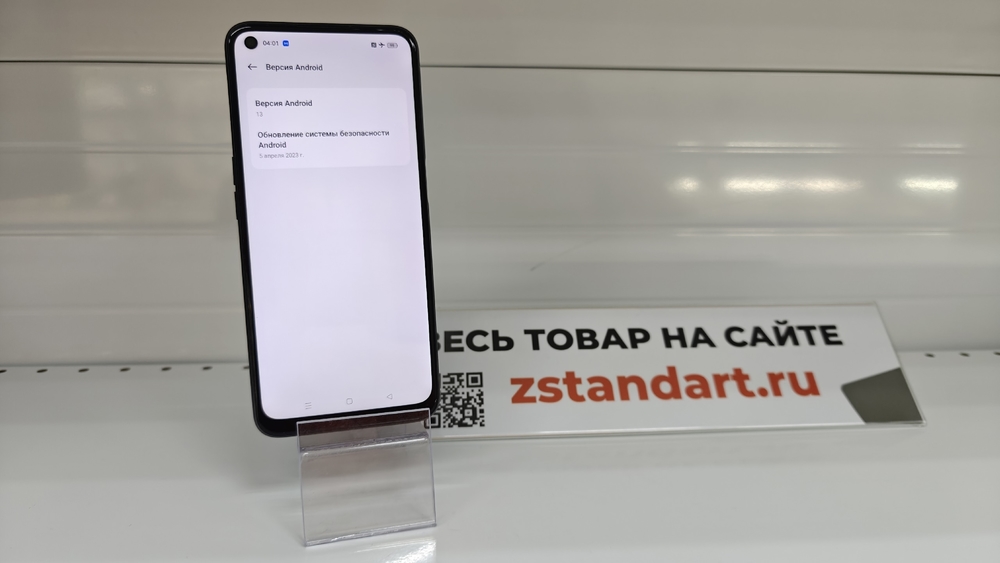 04:01
Версия Android
Версия Android
13
Обновление системы безопасности
Android
5 апреля 2023 г.
ВЕСЬ ТОВАР НА САЙТЕ
zstandart.ru